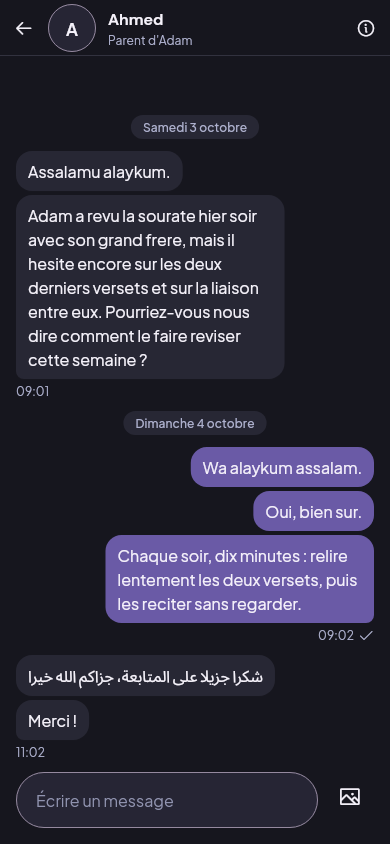 A
Ahmed
Parent d'Adam
Samedi 3 octobre
Assalamu alaykum.
Adam a revu la sourate hier soir
avec son grand frere, mais il
hesite encore sur les deux
derniers versets et sur la liaison
entre eux. Pourriez-vous nous
dire comment le faire reviser
cette semaine ?
09:01
Dimanche 4 octobre
Wa alaykum assalam.
Oui, bien sur.
Chaque soir, dix minutes : relire
lentement les deux versets, puis
les reciter sans regarder.
09:02
شكرا جزيلا على المتابعة، جزاكم الله خيرا
Merci !
11:02
Écrire un message